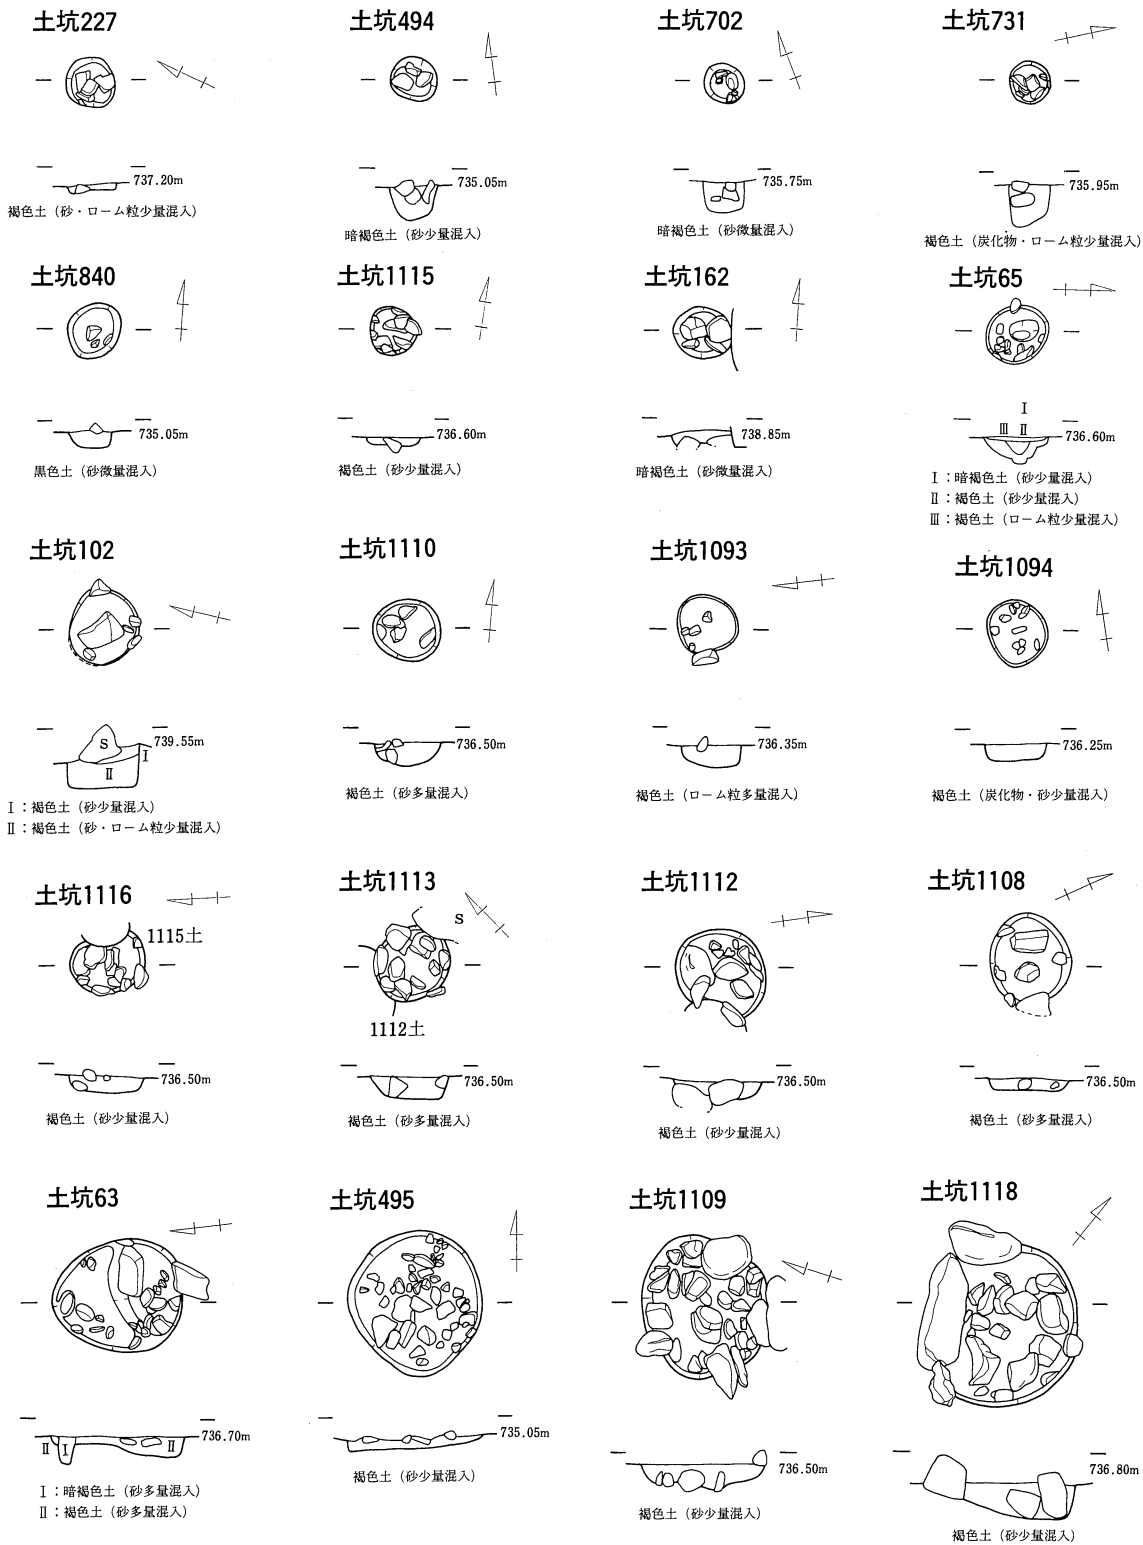 土坑227
737.20m
褐色土（砂・ローム粒少量混入）
土坑494
735.05m
暗褐色土（砂少量混入）
土坑702
735.75m
暗褐色土（砂微量混入）
土坑731
735.95m
褐色土（炭化物・ローム粒少量混入）
土坑840
735.05m
黒色土（砂微量混入）
土坑1115
736.60m
褐色土（砂少量混入）
土坑162
738.85m
暗褐色土（砂微量混入）
土坑65
Ⅰ
Ⅲ Ⅱ
736.60m
Ⅰ：暗褐色土（砂少量混入）
Ⅱ：褐色土（砂少量混入）
Ⅲ：褐色土（ローム粒少量混入）
土坑102
S
739.55m
Ⅰ
Ⅱ
Ⅰ：褐色土（砂少量混入）
Ⅱ：褐色土（砂・ローム粒少量混入）
土坑1110
736.50m
褐色土（砂多量混入）
土坑1093
736.35m
褐色土（ローム粒多量混入）
土坑1094
736.25m
褐色土（炭化物・砂少量混入）
土坑1116
1115土
736.50m
褐色土（砂少量混入）
土坑1113
S
1112土
736.50m
褐色土（砂多量混入）
土坑1112
736.50m
褐色土（砂少量混入）
土坑1108
736.50m
褐色土（砂多量混入）
土坑63
736.70m
Ⅱ Ⅰ Ⅱ
Ⅰ：暗褐色土（砂多量混入）
Ⅱ：褐色土（砂多量混入）
土坑495
735.05m
褐色土（砂少量混入）
土坑1109
736.50m
褐色土（砂少量混入）
土坑1118
736.80m
褐色土（砂少量混入）